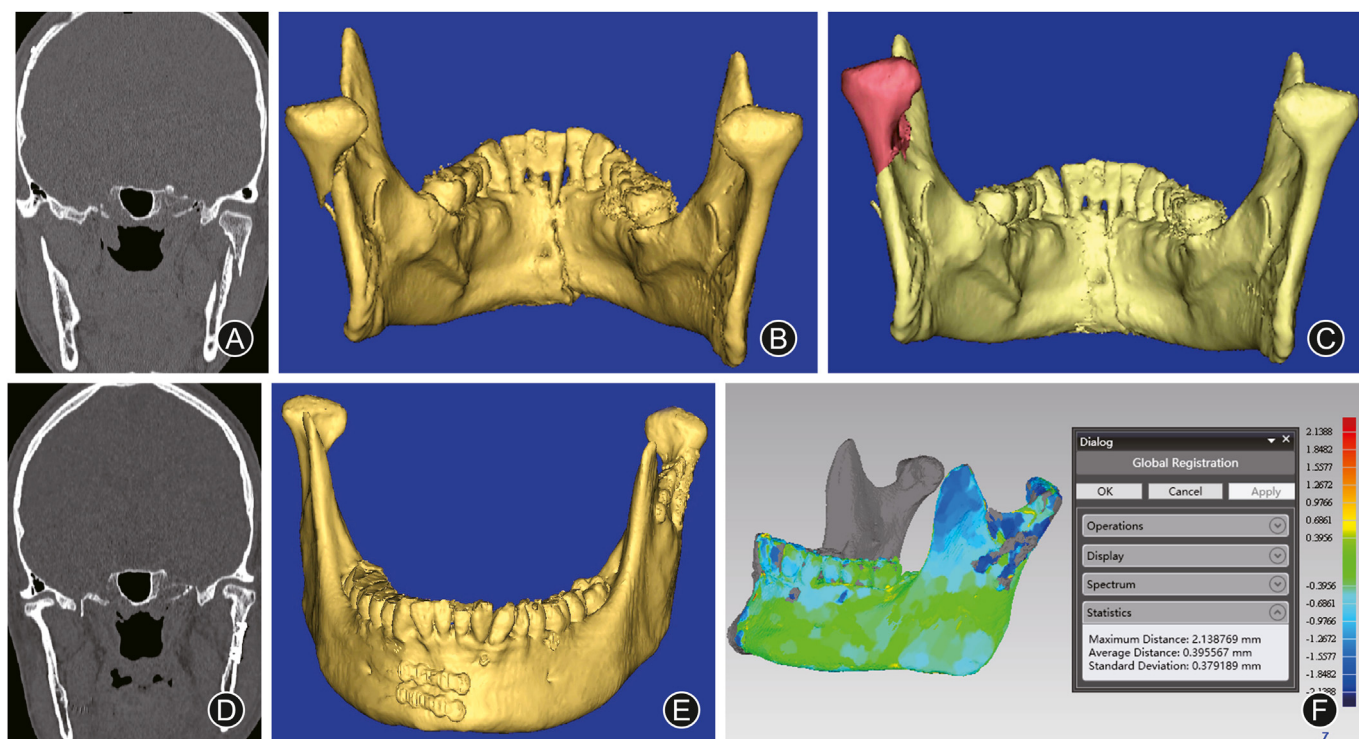 A
B
C
D
E
Dialog
Global Registration
OK
Cancel
Apply
Operations
Display
Spectrum
Statistics
Maximum Distance: 2.138769 mm
Average Distance: 0.395567 mm
Standard Deviation: 0.379189 mm
2.1388
1.8482
1.5577
1.2672
0.9766
0.6861
0.3956
-0.3956
-0.6861
-0.9766
-1.2672
-1.5577
-1.8482
F